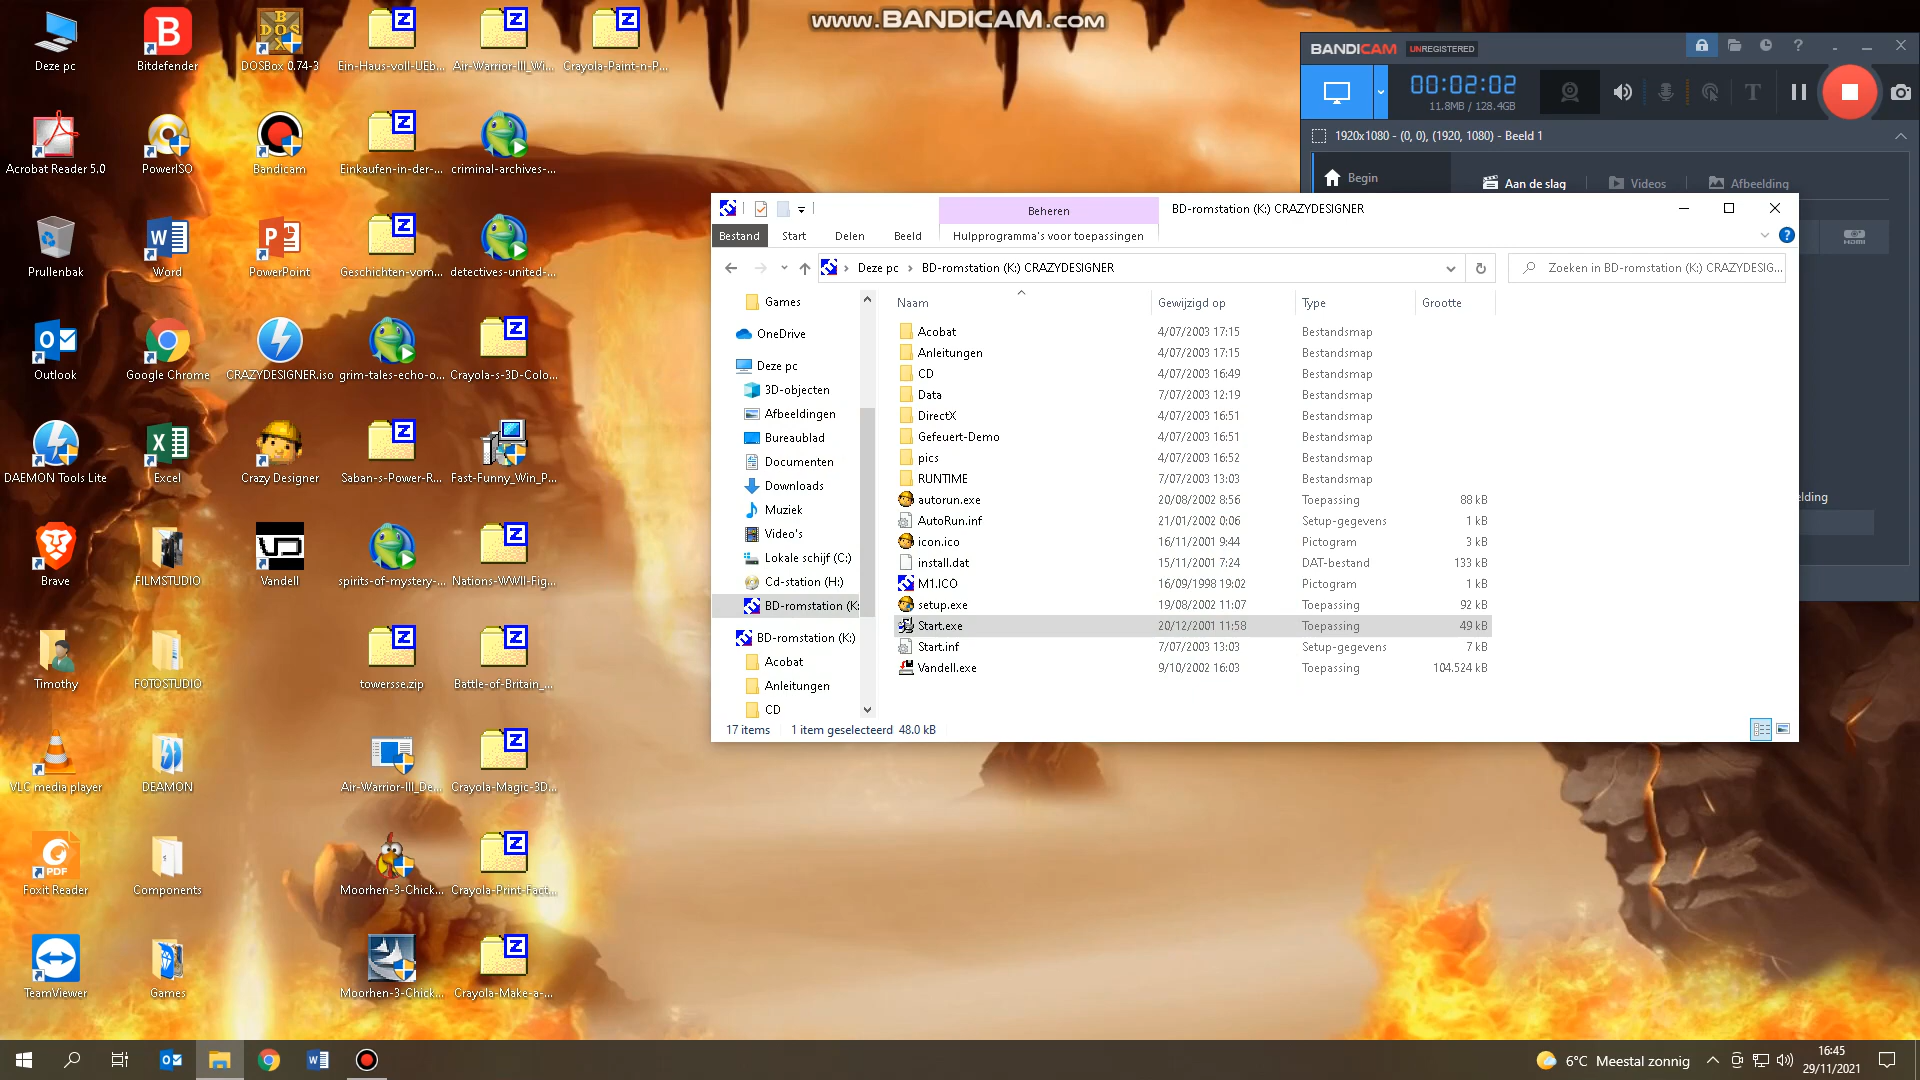 www.BANDICAM.com
Deze pc
Bitdefender
DOSBox 0.74-3
Ein-Haus-voll-UEb...
Air-Warrior-III_Wi...
Crayola-Paint-n-P...
Acrobat Reader 5.0
PowerISO
Bandicam
Einkaufen-in-der-...
criminal-archives-...
Prullenbak
Word
PowerPoint
Geschichten-vom...
detectives-united-...
Outlook
Google Chrome
CRAZYDESIGNER.iso
grim-tales-echo-o...
Crayola-s-3D-Colo...
DAEMON Tools Lite
Excel
Crazy Designer
Saban-s-Power-R...
Fast-Funny_Win_P...
Brave
FILMSTUDIO
Vandell
spirits-of-mystery-...
Nations-WWII-Fig...
Timothy
FOTOSTUDIO
towersse.zip
Battle-of-Britain_...
VLC media player
DEAMON
Air-Warrior-III_De...
Crayola-Magic-3D...
Foxit Reader
Components
Moorhen-3-Chick...
Crayola-Print-Fact...
TeamViewer
Games
Moorhen-3-Chick...
Crayola-Make-a-...
BANDICAM UNREGISTERED
00:02:02
11.8MB / 128.4GB
1920x1080 - (0, 0), (1920, 1080) - Beeld 1
Begin
Aan de slag
Videos
Afbeelding
HDMI
elding
Beheren
BD-romstation (K:) CRAZYDESIGNER
Bestand
Start
Delen
Beeld
Hulpprogramma's voor toepassingen
Deze pc
BD-romstation (K:) CRAZYDESIGNER
Zoeken in BD-romstation (K:) CRAZYDESIG...
Games
OneDrive
Deze pc
3D-objecten
Afbeeldingen
Bureaublad
Documenten
Downloads
Muziek
Video's
Lokale schijf (C:)
Cd-station (H:)
BD-romstation (K:
BD-romstation (K:)
Acobat
Anleitungen
CD
Naam Gewijzigd op Type Grootte
Acobat 4/07/2003 17:15 Bestandsmap
Anleitungen 4/07/2003 17:15 Bestandsmap
CD 4/07/2003 16:49 Bestandsmap
Data 7/07/2003 12:19 Bestandsmap
DirectX 4/07/2003 16:51 Bestandsmap
Gefeuert-Demo 4/07/2003 16:51 Bestandsmap
pics 4/07/2003 16:52 Bestandsmap
RUNTIME 7/07/2003 13:03 Bestandsmap
autorun.exe 20/08/2002 8:56 Toepassing 88 kB
AutoRun.inf 21/01/2002 0:06 Setup-gegevens 1 kB
icon.ico 16/11/2001 9:44 Pictogram 3 kB
install.dat 15/11/2001 7:24 DAT-bestand 133 kB
M1.ICO 16/09/1998 19:02 Pictogram 1 kB
setup.exe 19/08/2002 11:07 Toepassing 92 kB
Start.exe 20/12/2001 11:58 Toepassing 49 kB
Start.inf 7/07/2003 13:03 Setup-gegevens 7 kB
Vandell.exe 9/10/2002 16:03 Toepassing 104.524 kB
17 items
1 item geselecteerd 48.0 kB
6°C Meestal zonnig
16:45
29/11/2021